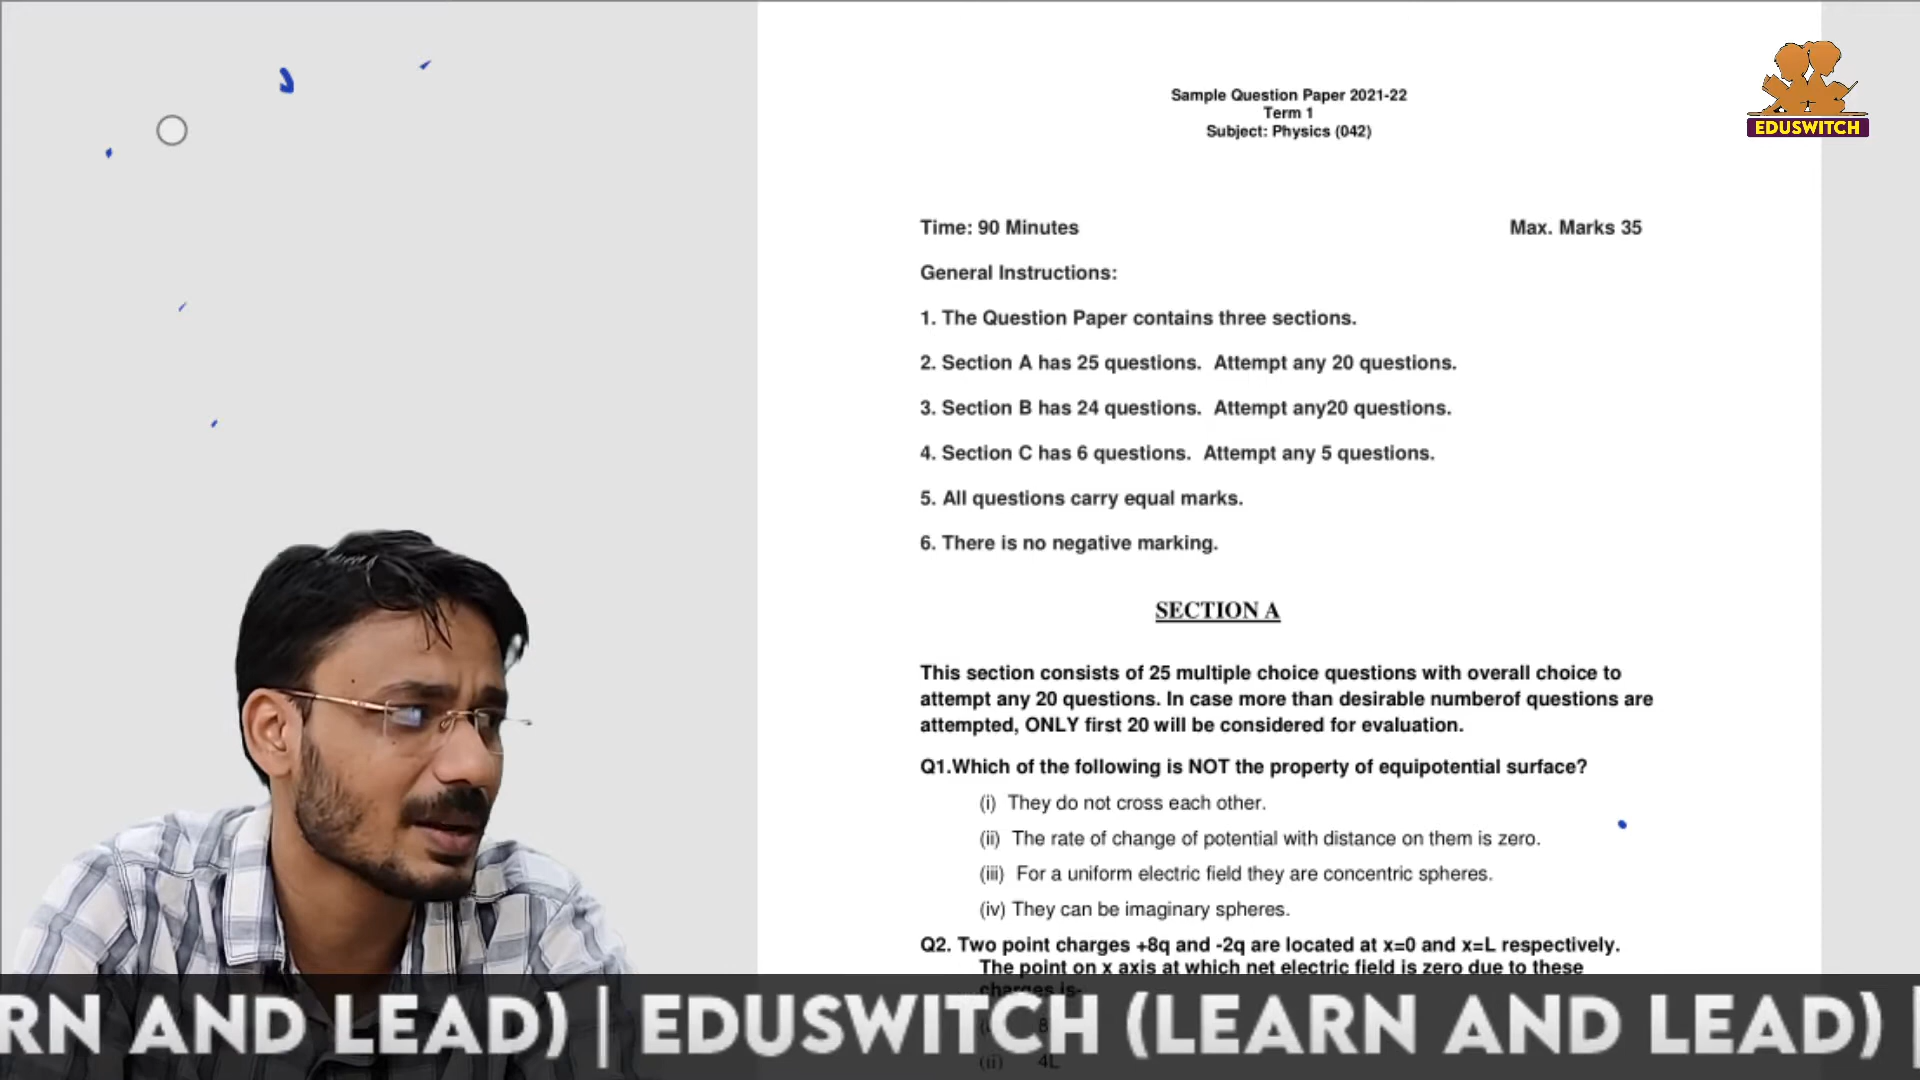 Sample Question Paper 2021-22
Term 1
Subject: Physics (042)
EDUSWITCH
Time: 90 Minutes Max. Marks 35
General Instructions:
1. The Question Paper contains three sections.
2. Section A has 25 questions. Attempt any 20 questions.
3. Section B has 24 questions. Attempt any20 questions.
4. Section C has 6 questions. Attempt any 5 questions.
5. All questions carry equal marks.
6. There is no negative marking.
SECTION A
This section consists of 25 multiple choice questions with overall choice to
attempt any 20 questions. In case more than desirable numberof questions are
attempted, ONLY first 20 will be considered for evaluation.
Q1.Which of the following is NOT the property of equipotential surface?
(i) They do not cross each other.
(ii) The rate of change of potential with distance on them is zero.
(iii) For a uniform electric field they are concentric spheres.
(iv) They can be imaginary spheres.
Q2. Two point charges +8q and -2q are located at x=0 and x=L respectively.
The point on x axis at which net electric field is zero due to these
charges is-
(ii) 4L
RN AND LEAD) | EDUSWITCH (LEARN AND LEAD) |